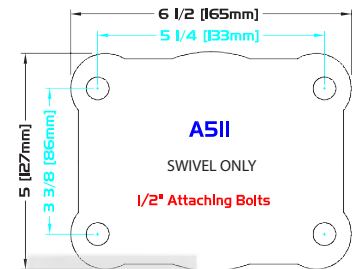 6 1/2 [165mm]
5 1/4 [133mm]
5 [127mm]
3 3/8 [86mm]
A511
SWIVEL ONLY
1/2" Attaching Bolts